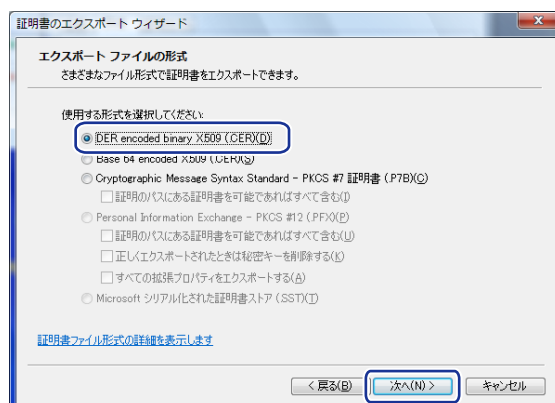 証明書のエクスポート ウィザード
エクスポート ファイルの形式
さまざまなファイル形式で証明書をエクスポートできます。
使用する形式を選択してください:
DER encoded binary X.509 (.CER)(D)
Base 64 encoded X.509 (.CER)(S)
Cryptographic Message Syntax Standard - PKCS #7 証明書 (.P7B)(C)
証明のパスにある証明書を可能であればすべて含む(I)
Personal Information Exchange - PKCS #12 (.PFX)(P)
証明のパスにある証明書を可能であればすべて含む(U)
正しくエクスポートされたときは秘密キーを削除する(K)
すべての拡張プロパティをエクスポートする(A)
Microsoft シリアル化された証明書ストア (.SST)(T)
証明書ファイル形式の詳細を表示します
< 戻る(B) 次へ(N) > キャンセル